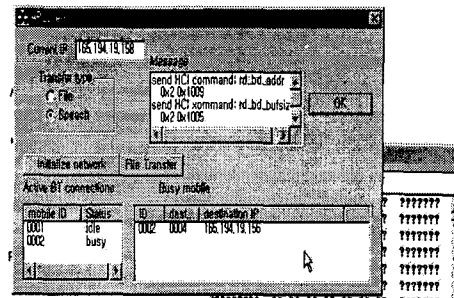 Current IP 165.194.19.158
Message
Transfer type
File
Speech
send HCI command: rd_bd_addr
0x2 0x1009
send HCI xommand: rd_bd_bufsiz
0x2 0x1005
OK
Initialize network File Transfer
Active BT connections Busy mobile
mobile ID Status
0001 idle
0002 busy
ID dest... destination IP
0002 0004 165.194.19.156
? ???????
? ???????
? ???????
? ???????
? ???????
? ???????